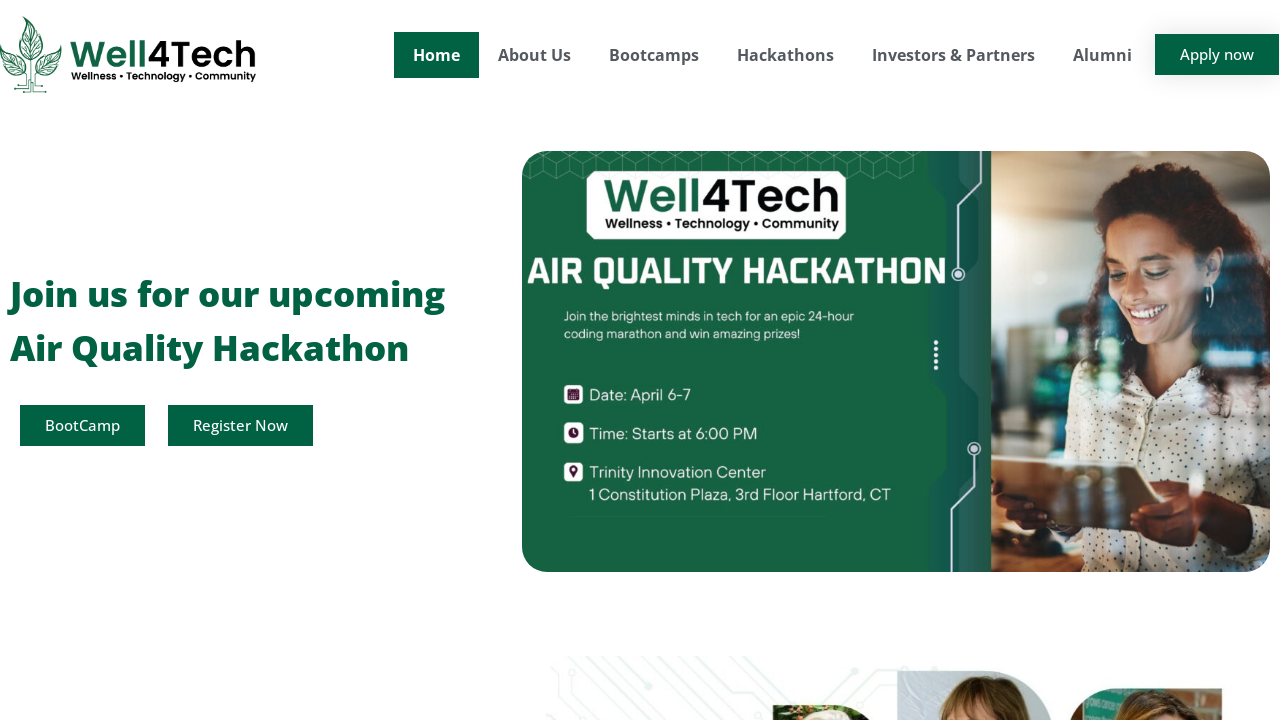 Well4Tech
Wellness • Technology • Community
Home
About Us
Bootcamps
Hackathons
Investors & Partners
Alumni
Apply now
Join us for our upcoming
Air Quality Hackathon
BootCamp
Register Now
Well4Tech
Wellness • Technology • Community
AIR QUALITY HACKATHON
Join the brightest minds in tech for an epic 24-hour
coding marathon and win amazing prizes!
Date: April 6-7
Time: Starts at 6:00 PM
Trinity Innovation Center
1 Constitution Plaza, 3rd Floor Hartford, CT